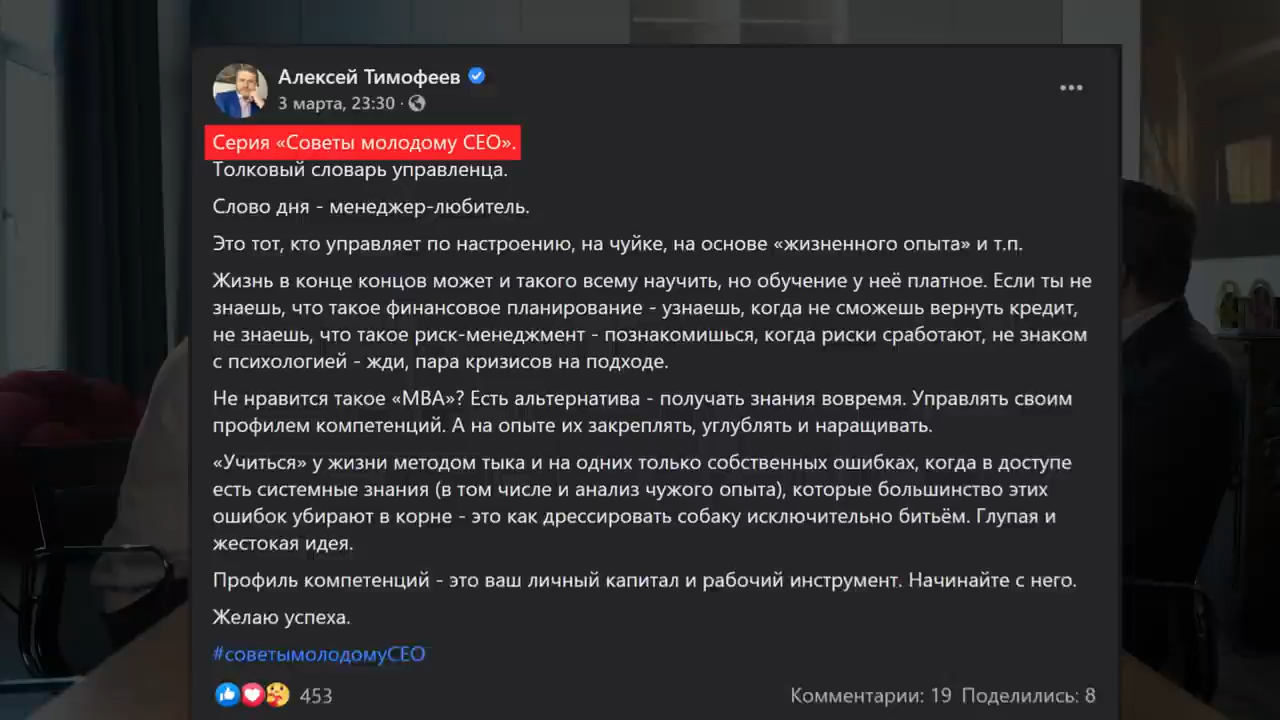 Алексей Тимофеев
3 марта, 23:30 ·
Серия «Советы молодому CEO».
Толковый словарь управленца.
Слово дня - менеджер-любитель.
Это тот, кто управляет по настроению, на чуйке, на основе «жизненного опыта» и т.п.
Жизнь в конце концов может и такого всему научить, но обучение у неё платное. Если ты не
знаешь, что такое финансовое планирование - узнаешь, когда не сможешь вернуть кредит,
не знаешь, что такое риск-менеджмент - познакомишься, когда риски сработают, не знаком
с психологией - жди, пара кризисов на подходе.
Не нравится такое «МВА»? Есть альтернатива - получать знания вовремя. Управлять своим
профилем компетенций. А на опыте их закреплять, углублять и наращивать.
«Учиться» у жизни методом тыка и на одних только собственных ошибках, когда в доступе
есть системные знания (в том числе и анализ чужого опыта), которые большинство этих
ошибок убирают в корне - это как дрессировать собаку исключительно битьём. Глупая и
жестокая идея.
Профиль компетенций - это ваш личный капитал и рабочий инструмент. Начинайте с него.
Желаю успеха.
#советымолодомуCEO
453
Комментарии: 19 Поделились: 8